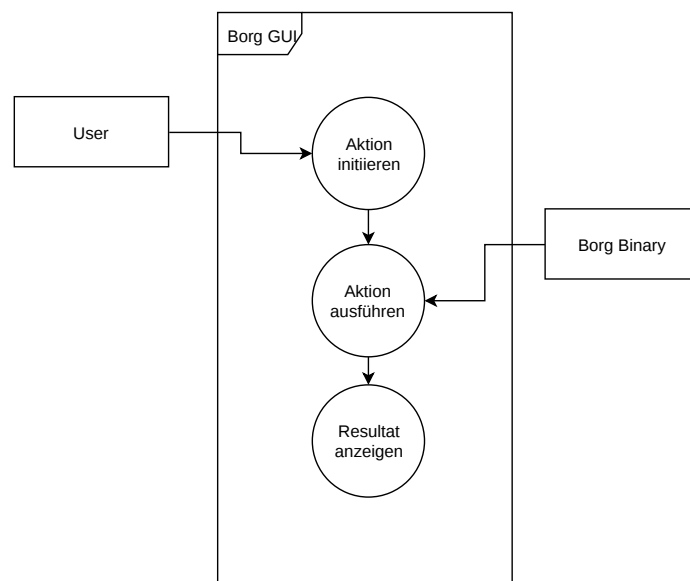 Borg GUI
User
Aktion
initiieren
Borg Binary
Aktion
ausführen
Resultat
anzeigen